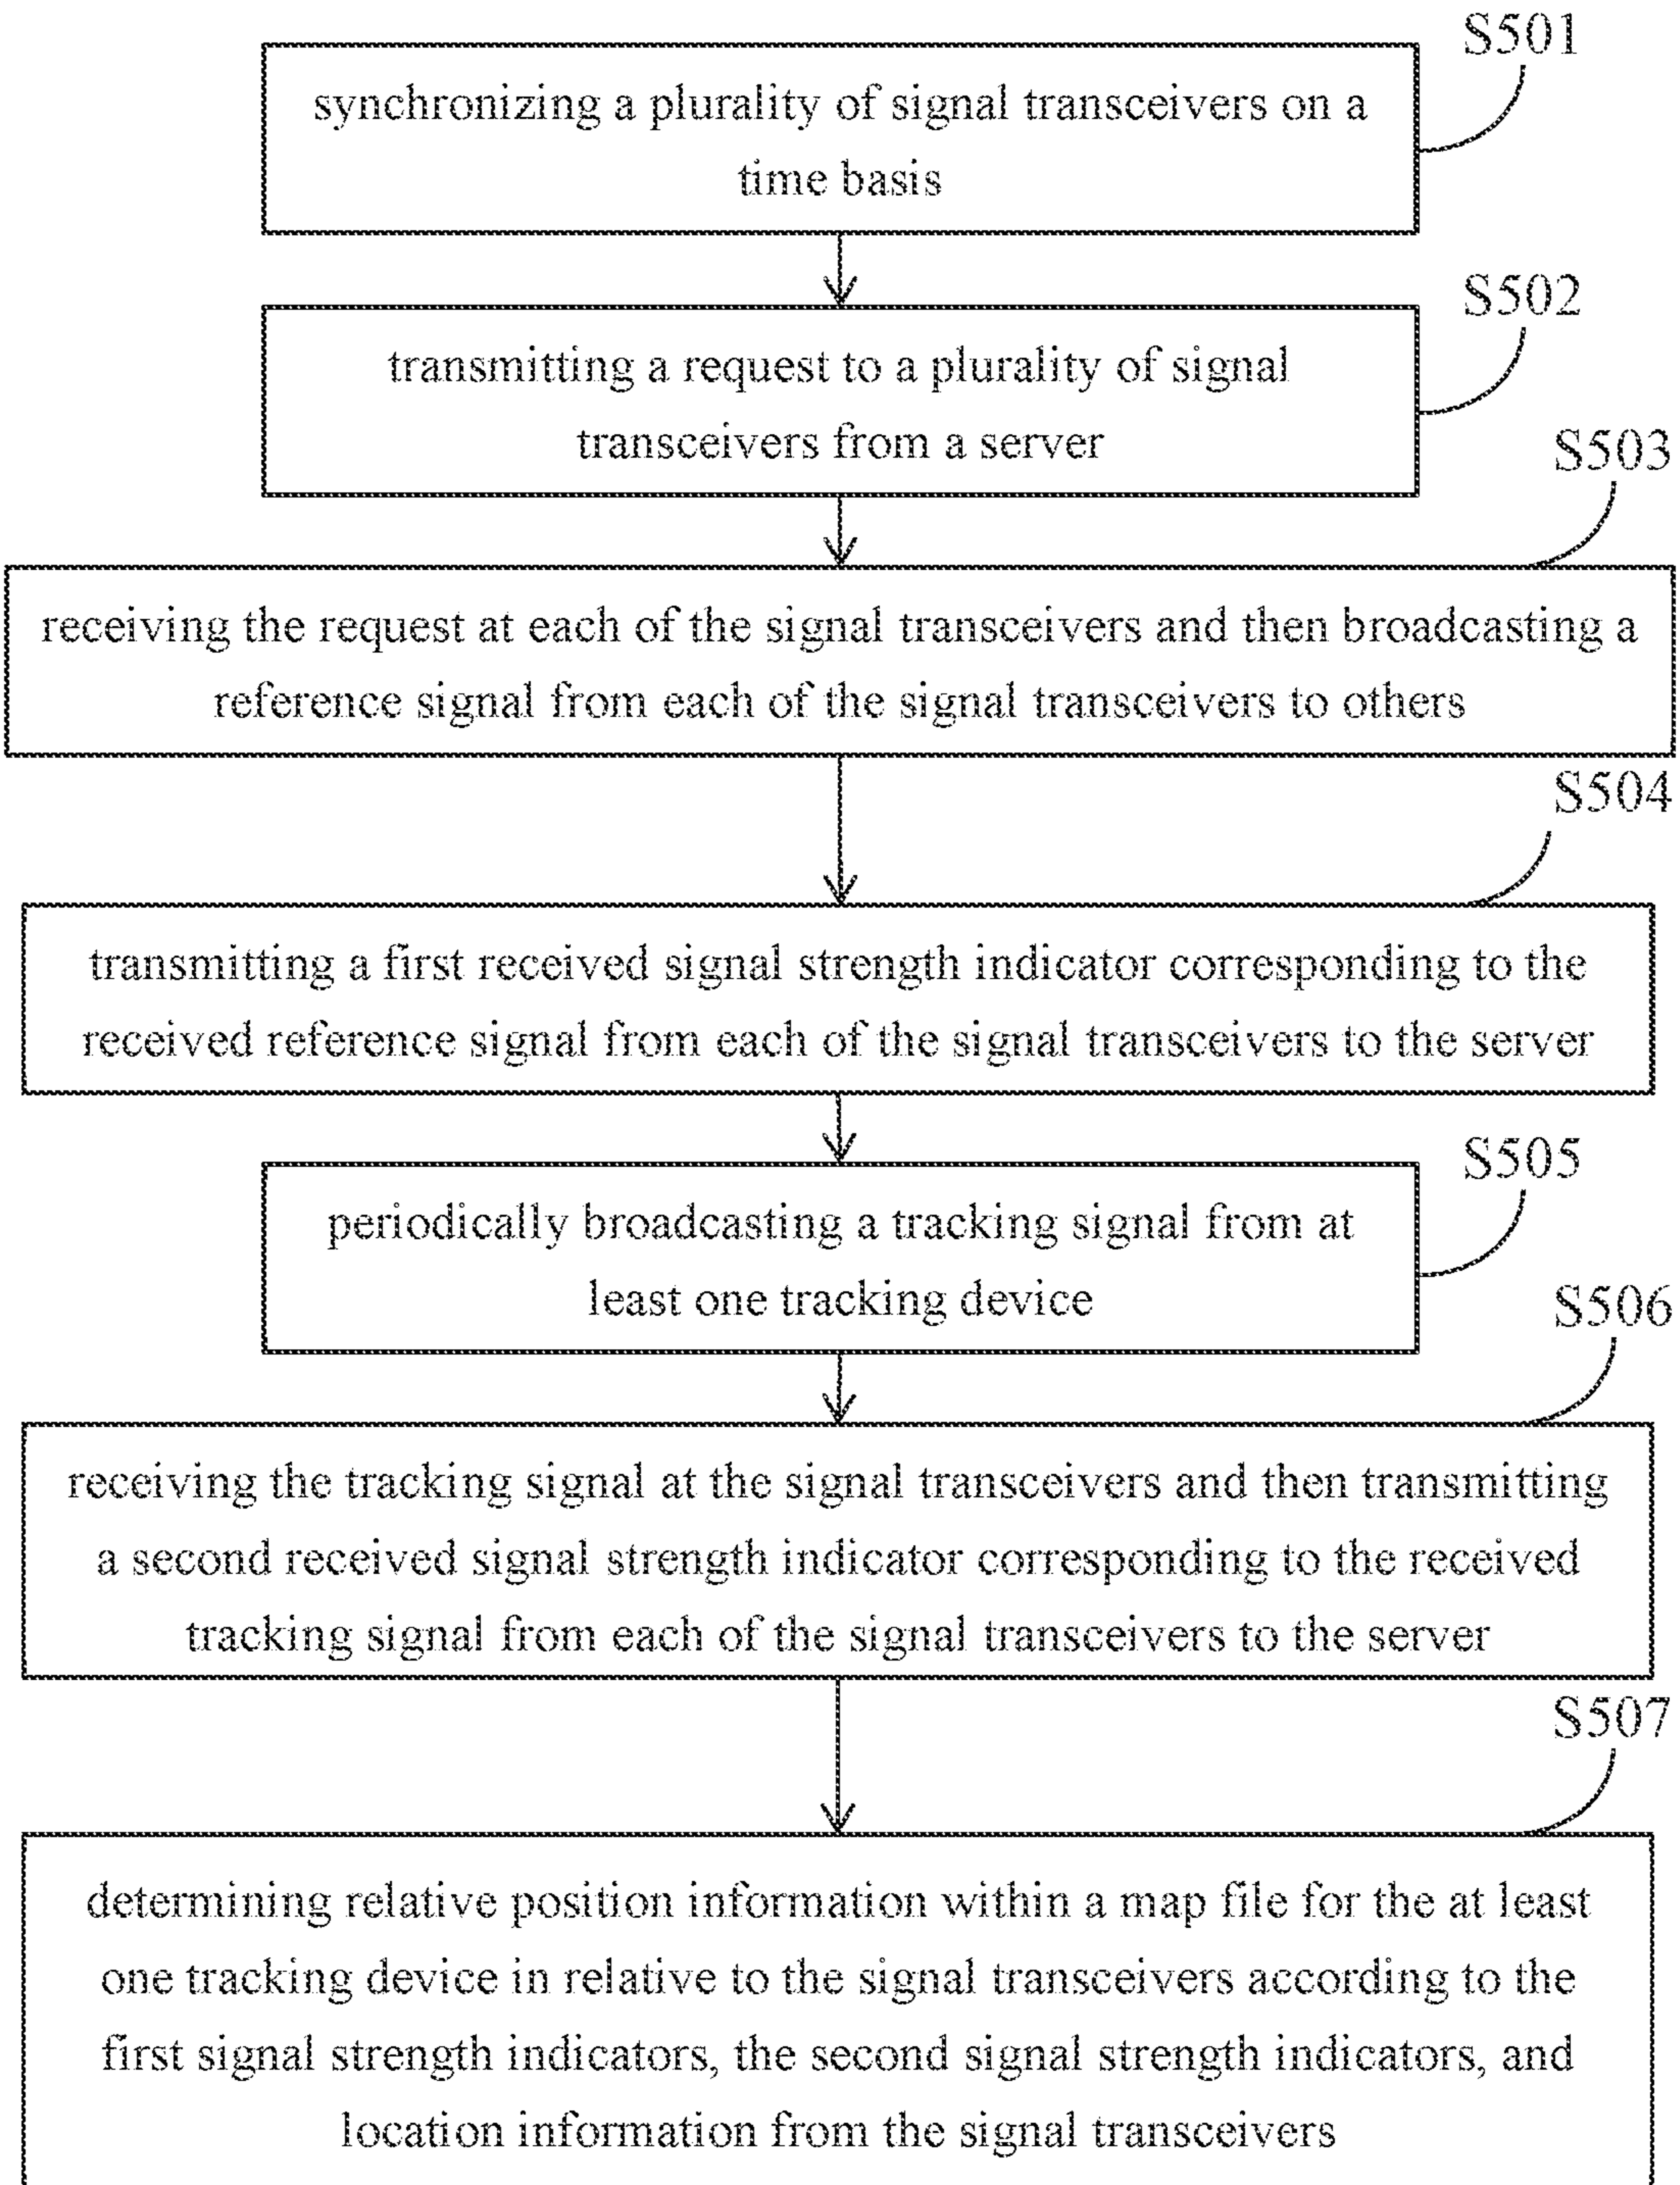 S501
synchronizing a plurality of signal transceivers on a
time basis
S502
transmitting a request to a plurality of signal
transceivers from a server
S503
receiving the request at each of the signal transceivers and then broadcasting a
reference signal from each of the signal transceivers to others
S504
transmitting a first received signal strength indicator corresponding to the
received reference signal from each of the signal transceivers to the server
S505
periodically broadcasting a tracking signal from at
least one tracking device
S506
receiving the tracking signal at the signal transceivers and then transmitting
a second received signal strength indicator corresponding to the received
tracking signal from each of the signal transceivers to the server
S507
determining relative position information within a map file for the at least
one tracking device in relative to the signal transceivers according to the
first signal strength indicators, the second signal strength indicators, and
location information from the signal transceivers